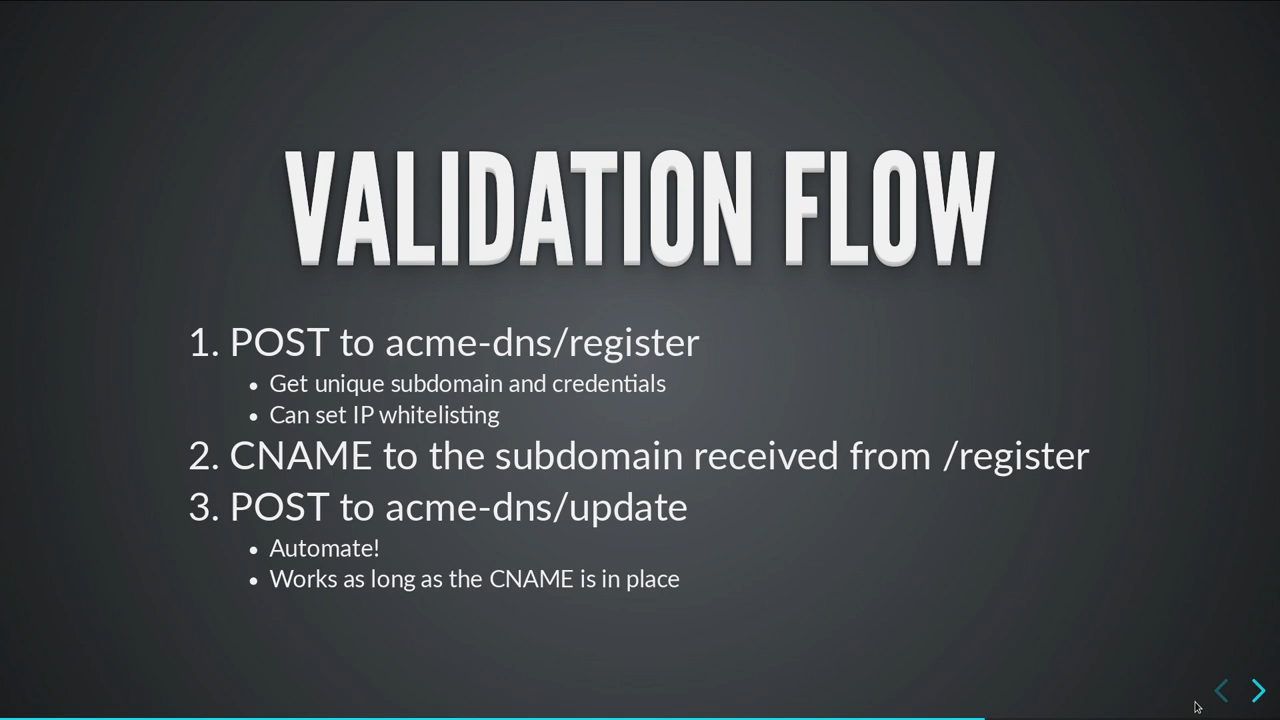 VALIDATION FLOW
1. POST to acme-dns/register
• Get unique subdomain and credentials
• Can set IP whitelisting
2. CNAME to the subdomain received from /register
3. POST to acme-dns/update
• Automate!
• Works as long as the CNAME is in place